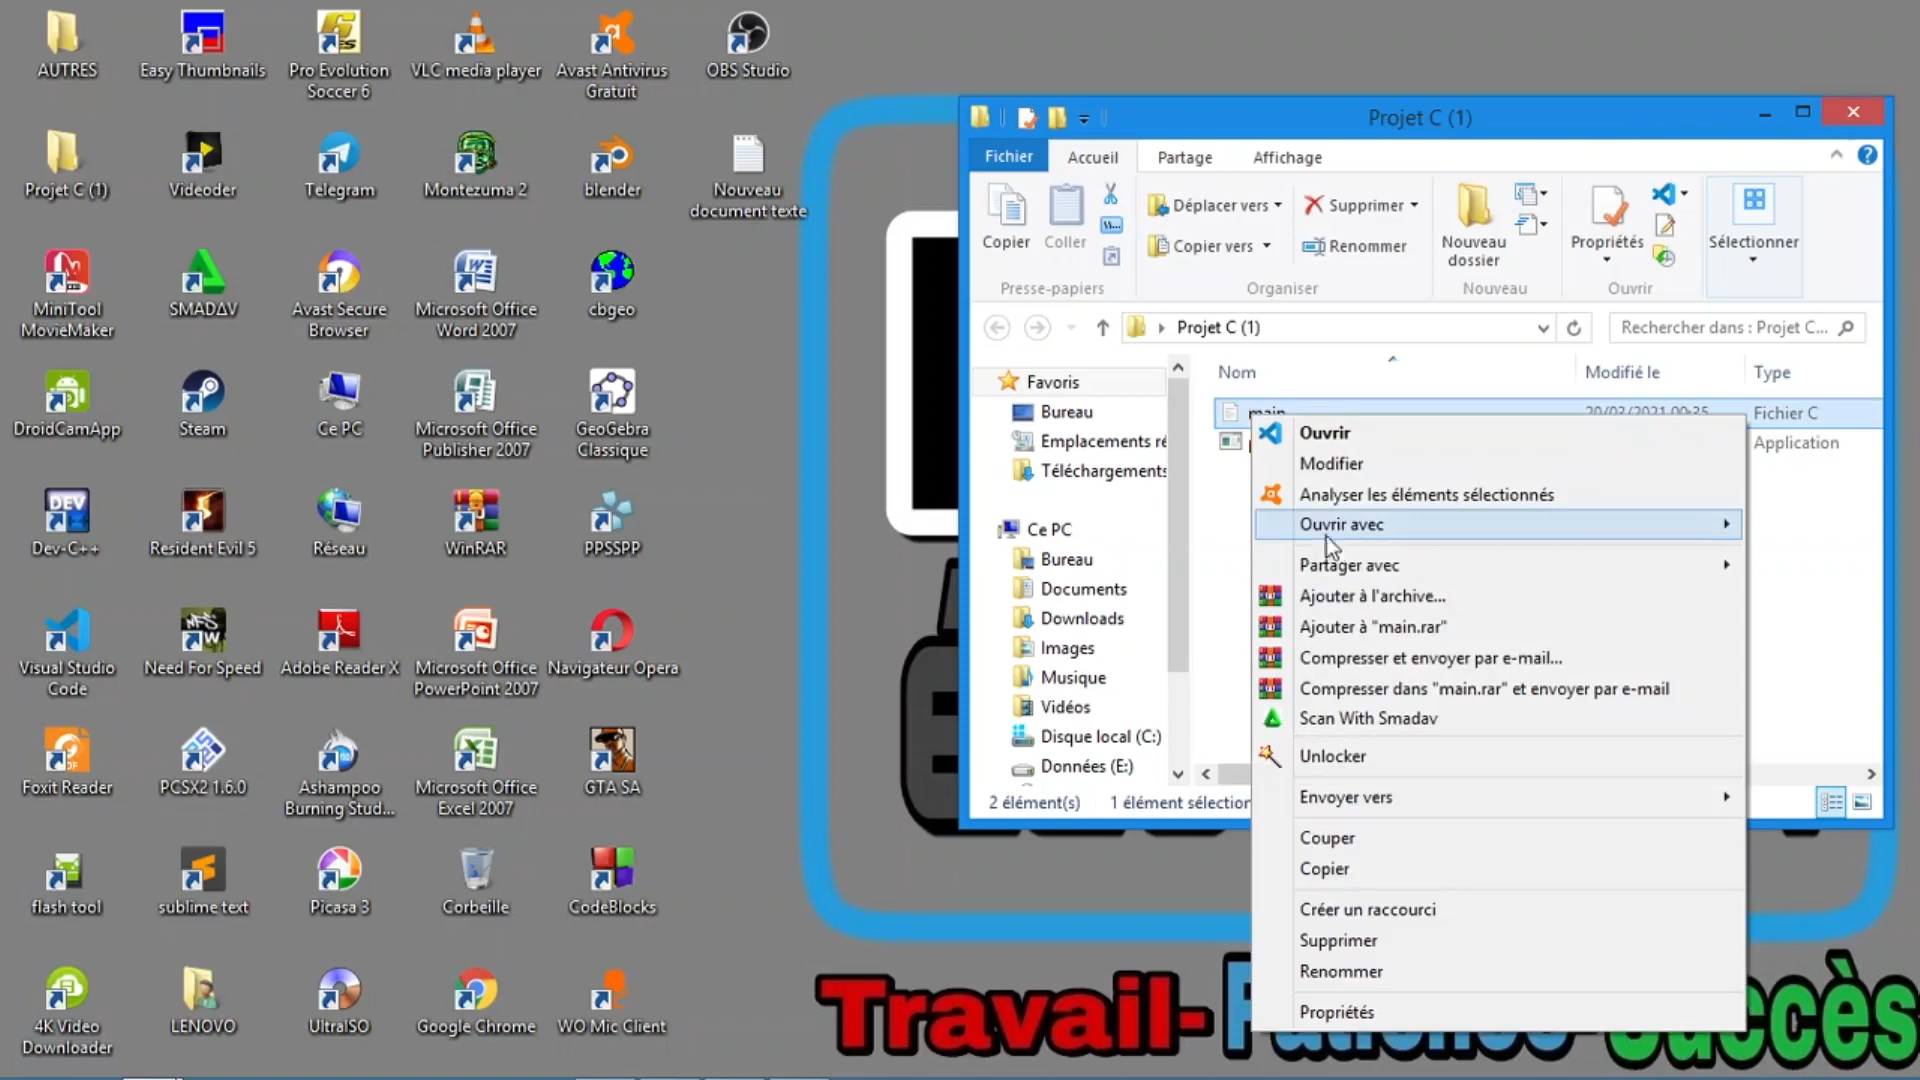 AUTRES
Easy Thumbnails
Pro Evolution
Soccer 6
VLC media player
Avast Antivirus
Gratuit
OBS Studio
Projet C (1)
Videoder
Telegram
Montezuma 2
blender
Nouveau
document texte
MiniTool
MovieMaker
SMADΔV
Avast Secure
Browser
Microsoft Office
Word 2007
cbgeo
DroidCamApp
Steam
Ce PC
Microsoft Office
Publisher 2007
GeoGebra
Classique
Dev-C++
Resident Evil 5
Réseau
WinRAR
PPSSPP
Visual Studio
Code
Need For Speed
Adobe Reader X
Microsoft Office
PowerPoint 2007
Navigateur Opera
Foxit Reader
PCSX2 1.6.0
Ashampoo
Burning Stud...
Microsoft Office
Excel 2007
GTA SA
flash tool
sublime text
Picasa 3
Corbeille
CodeBlocks
4K Video
Downloader
LENOVO
UltraISO
Google Chrome
WO Mic Client
Projet C (1)
Fichier
Accueil
Partage
Affichage
Copier
Coller
Déplacer vers
Copier vers
Supprimer
Renommer
Nouveau
dossier
Propriétés
Sélectionner
Presse-papiers
Organiser
Nouveau
Ouvrir
Projet C (1)
Rechercher dans : Projet C...
Favoris
Bureau
Emplacements ré
Téléchargements
Ce PC
Bureau
Documents
Downloads
Images
Musique
Vidéos
Disque local (C:)
Données (E:)
Nom
Modifié le
Type
main
20/03/2021 00:35
Fichier C
Application
2 élément(s)
1 élément sélection
Ouvrir
Modifier
Analyser les éléments sélectionnés
Ouvrir avec
Partager avec
Ajouter à l'archive...
Ajouter à "main.rar"
Compresser et envoyer par e-mail...
Compresser dans "main.rar" et envoyer par e-mail
Scan With Smadav
Unlocker
Envoyer vers
Couper
Copier
Créer un raccourci
Supprimer
Renommer
Propriétés
Travail-
Succès